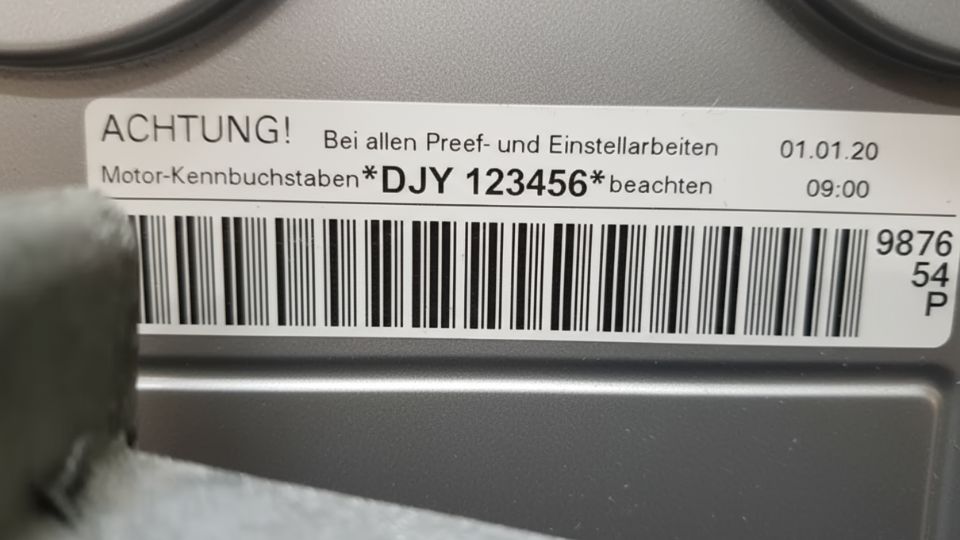 ACHTUNG! Bei allen Preef- und Einstellarbeiten 01.01.20
Motor-Kennbuchstaben *DJY 123456* beachten 09:00
9876
54
P